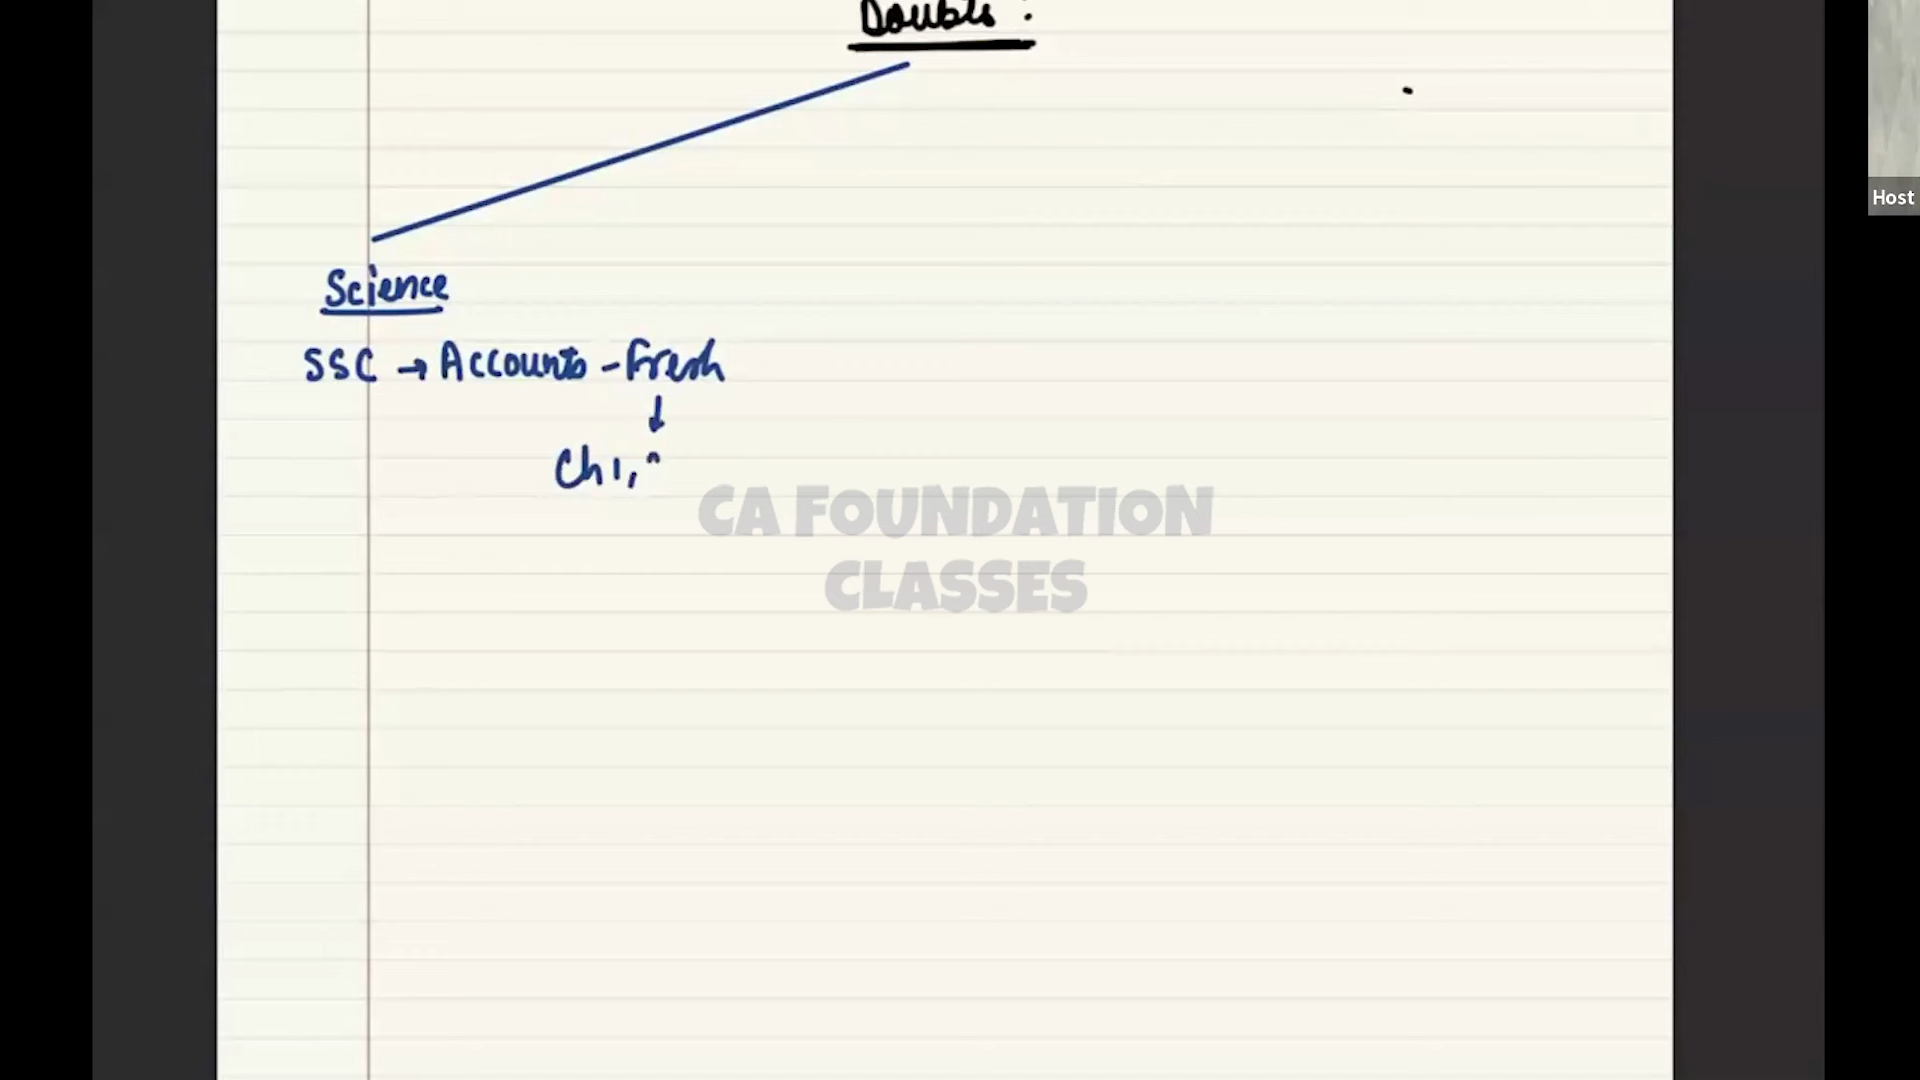 Doubts :
Host
Science
SSC → Accounts - Fresh
↓
Ch 1,
CA FOUNDATION
CLASSES